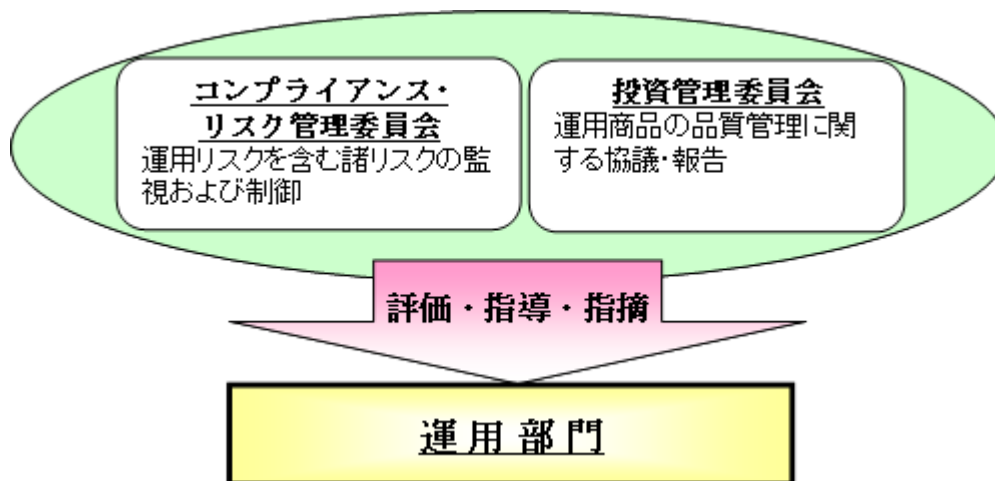 コンプライアンス・
リスク管理委員会
運用リスクを含む諸リスクの監
視および制御
投資管理委員会
運用商品の品質管理に関
する協議・報告
評価・指導・指摘
運用部門